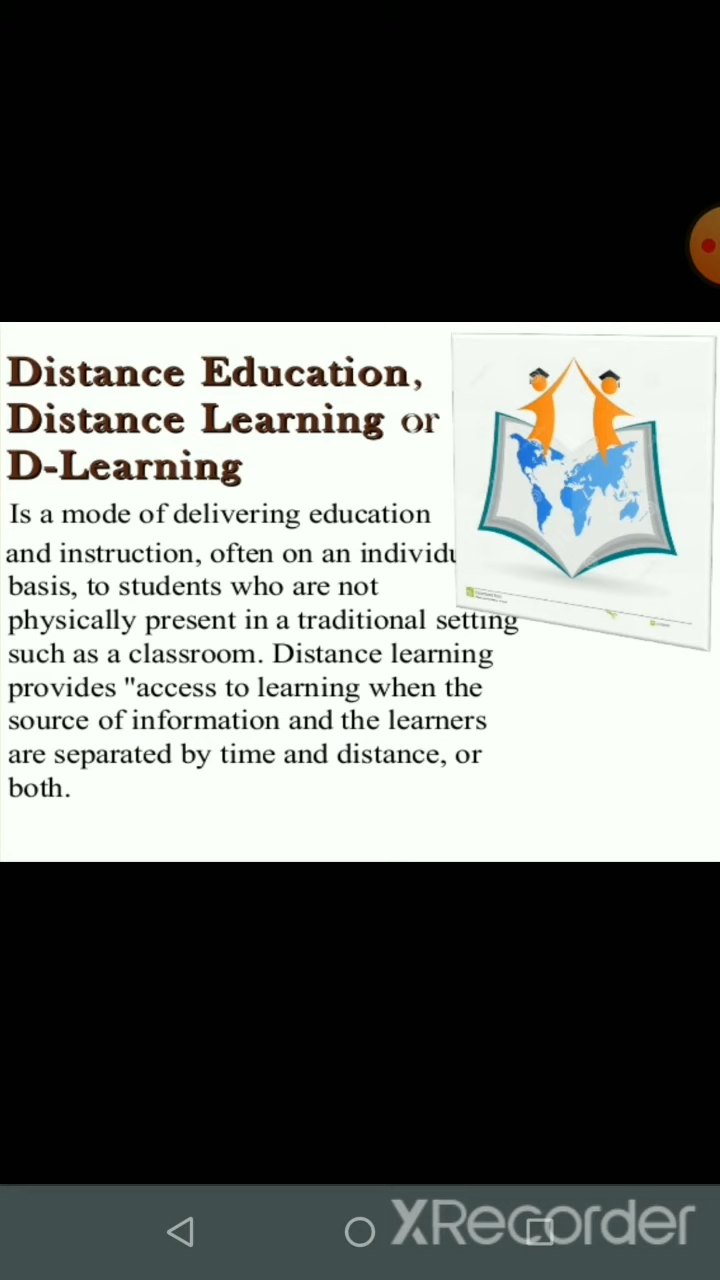 Distance Education,
Distance Learning or
D-Learning
Is a mode of delivering education
and instruction, often on an individu
basis, to students who are not
physically present in a traditional setting
such as a classroom. Distance learning
provides "access to learning when the
source of information and the learners
are separated by time and distance, or
both.
XRecorder